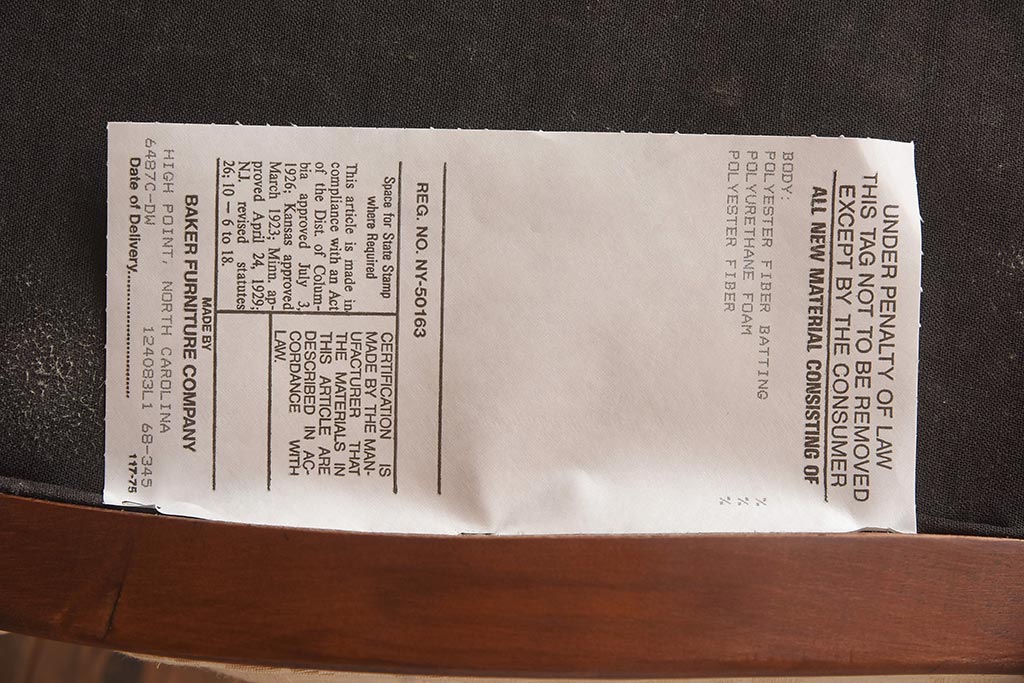 UNDER PENALTY OF LAW
THIS TAG NOT TO BE REMOVED
EXCEPT BY THE CONSUMER
ALL NEW MATERIAL CONSISTING OF
BODY:
POLYESTER FIBER BATTING %
POLYURETHANE FOAM %
POLYESTER FIBER %
REG. NO. NY-50163
Space for State Stamp
where Required
This article is made in
compliance with an Act
of the Dist. of Colum-
bia approved July 3,
1926; Kansas approved
March 1923; Minn. ap-
proved April 24, 1929;
N.J. revised statutes
26; 10 — 6 to 18.
CERTIFICATION IS
MADE BY THE MAN-
UFACTURER THAT
THE MATERIALS IN
THIS ARTICLE ARE
DESCRIBED IN AC-
CORDANCE WITH
LAW.
MADE BY
BAKER FURNITURE COMPANY
HIGH POINT, NORTH CAROLINA
6487C-DW 124083L1 68-345
Date of Delivery........................ 117-75